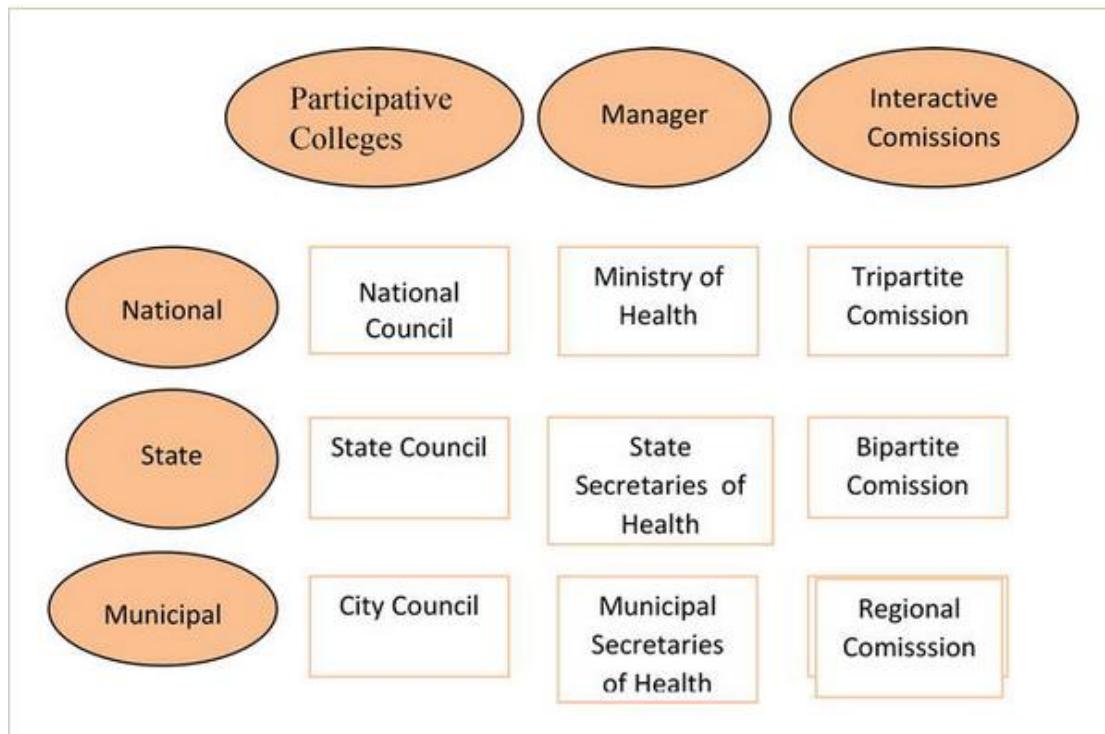 Participative
Colleges
Manager
Interactive
Comissions
National
National
Council
Ministry of
Health
Tripartite
Comission
State
State Council
State
Secretaries of
Health
Bipartite
Comission
Municipal
City Council
Municipal
Secretaries
of Health
Regional
Comisssion